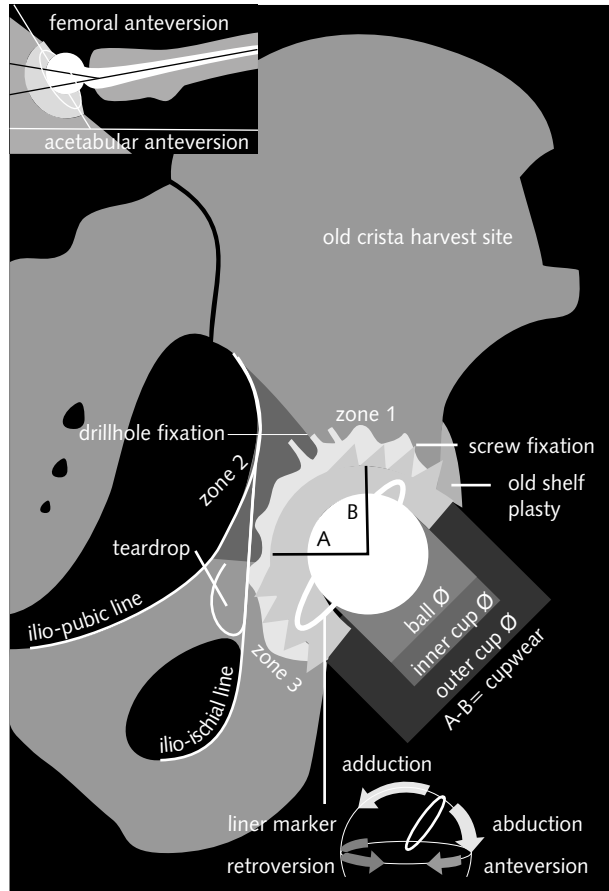 femoral anteversion
acetabular anteversion
old crista harvest site
zone 1
drillhole fixation
screw fixation
zone 2
old shelf
plasty
B
A
teardrop
ilio-pubic line
ball Ø
inner cup Ø
outer cup Ø
A-B= cupwear
zone 3
ilio-ischial line
adduction
liner marker
abduction
retroversion
anteversion